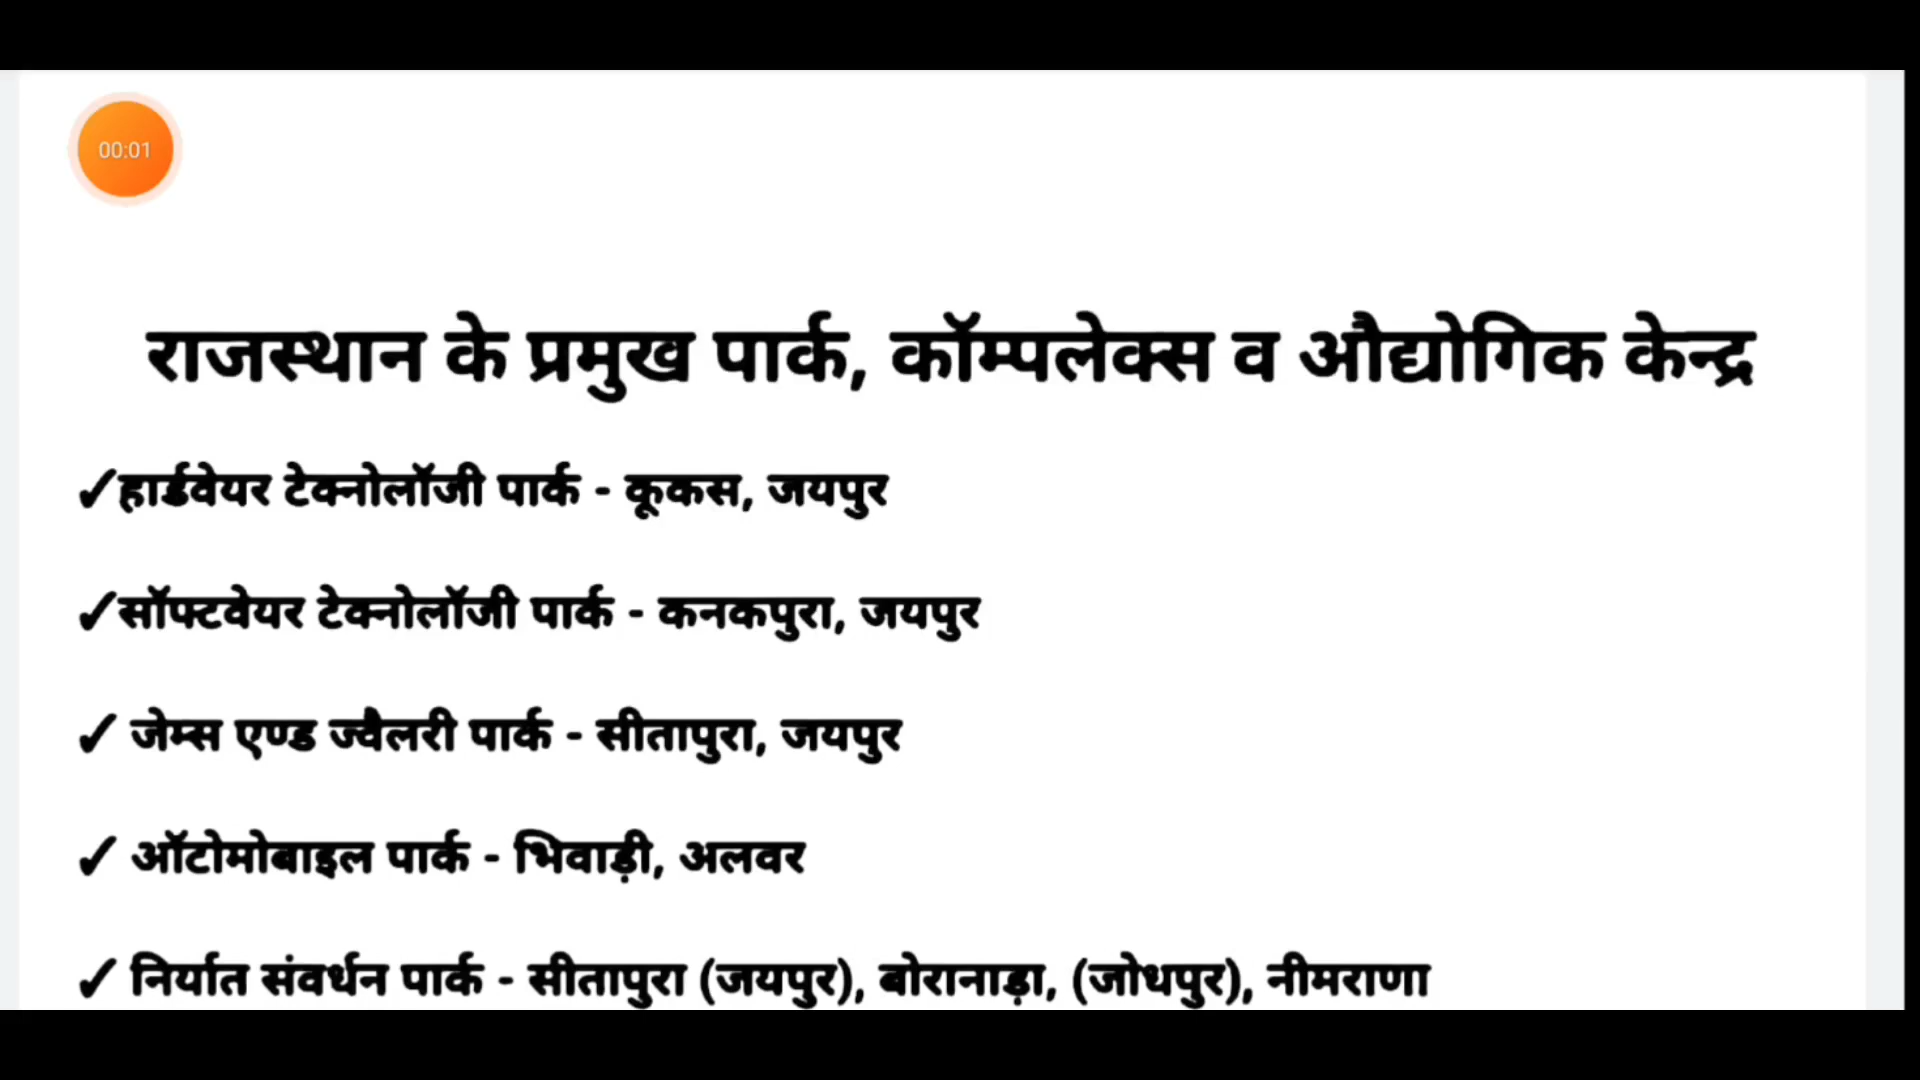 00:01
राजस्थान के प्रमुख पार्क, कॉम्पलेक्स व औद्योगिक केन्द्र
✓हार्डवेयर टेक्नोलॉजी पार्क - कूकस, जयपुर
✓सॉफ्टवेयर टेक्नोलॉजी पार्क - कनकपुरा, जयपुर
✓ जेम्स एण्ड ज्वैलरी पार्क - सीतापुरा, जयपुर
✓ ऑटोमोबाइल पार्क - भिवाड़ी, अलवर
✓ निर्यात संवर्धन पार्क - सीतापुरा (जयपुर), बोरानाड़ा, (जोधपुर), नीमराणा